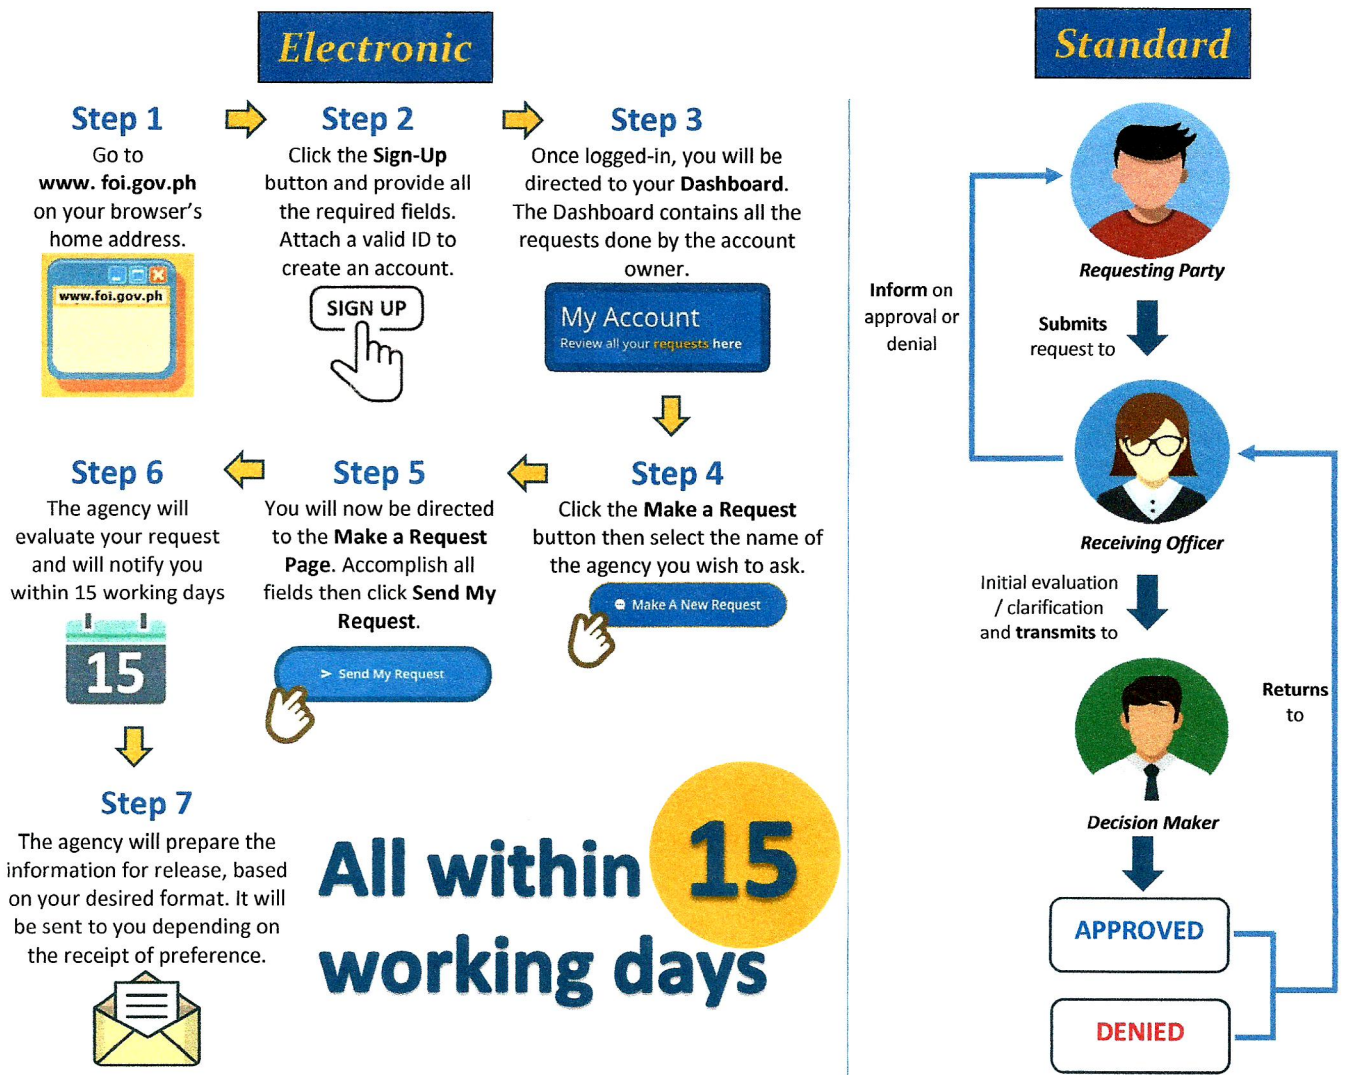 Electronic
Step 1
Go to
www. foi.gov.ph
on your browser's
home address.
www.foi.gov.ph
Step 2
Click the Sign-Up
button and provide all
the required fields.
Attach a valid ID to
create an account.
SIGN UP
Step 3
Once logged-in, you will be
directed to your Dashboard.
The Dashboard contains all the
requests done by the account
owner.
My Account
Review all your requests here
Step 4
Click the Make a Request
button then select the name of
the agency you wish to ask.
Make A New Request
Step 5
You will now be directed
to the Make a Request
Page. Accomplish all
fields then click Send My
Request.
Send My Request
Step 6
The agency will
evaluate your request
and will notify you
within 15 working days
15
Step 7
The agency will prepare the
information for release, based
on your desired format. It will
be sent to you depending on
the receipt of preference.
All within 15
working days
Standard
Requesting Party
Submits
request to
Inform on
approval or
denial
Receiving Officer
Initial evaluation
/ clarification
and transmits to
Decision Maker
Returns
to
APPROVED
DENIED